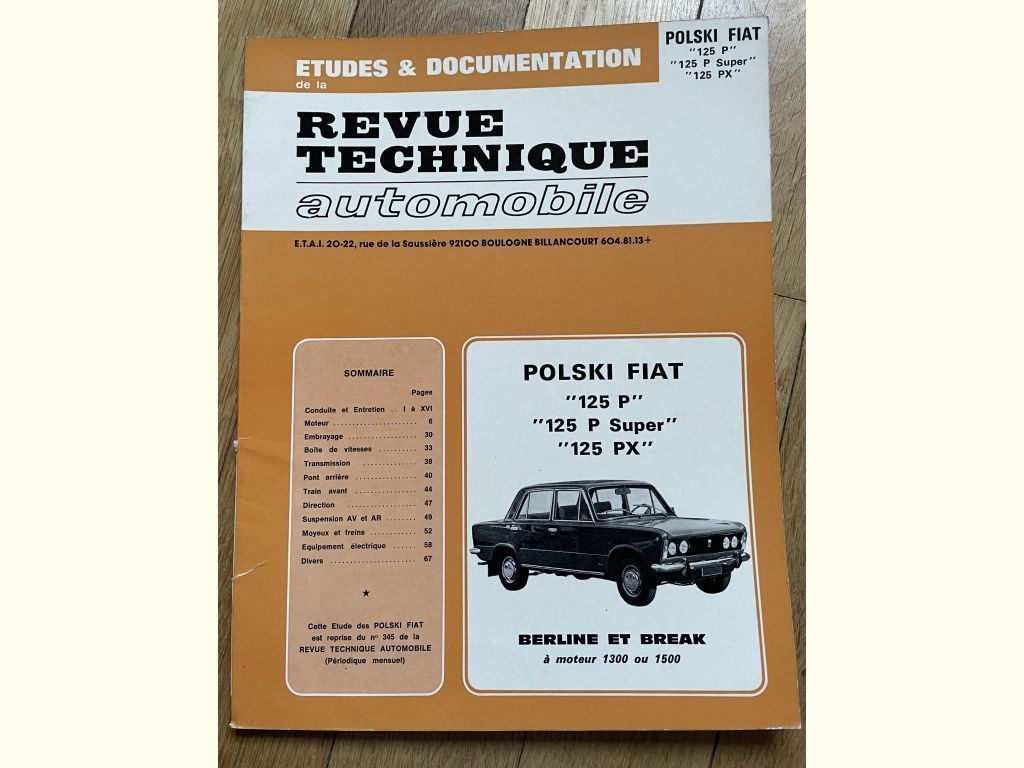 ETUDES & DOCUMENTATION
de la
POLSKI FIAT
"125 P"
"125 P Super"
"125 PX"
REVUE
TECHNIQUE
automobile
E.T.A.I. 20-22, rue de la Saussière 92100 BOULOGNE BILLANCOURT 604.81.13+
SOMMAIRE
Pages
Conduite et Entretien .. I à XVI
Moteur ...................... 6
Embrayage .................. 30
Boîte de vitesses .......... 33
Transmission .............. 38
Pont arrière ................ 40
Train avant ................ 44
Direction .................. 47
Suspension AV et AR ........ 49
Moyeux et freins ............ 52
Equipement électrique ...... 58
Divers ...................... 67
★
Cette Etude des POLSKI FIAT
est reprise du n° 345 de la
REVUE TECHNIQUE AUTOMOBILE
(Périodique mensuel)
POLSKI FIAT
"125 P"
"125 P Super"
"125 PX"
BERLINE ET BREAK
à moteur 1300 ou 1500